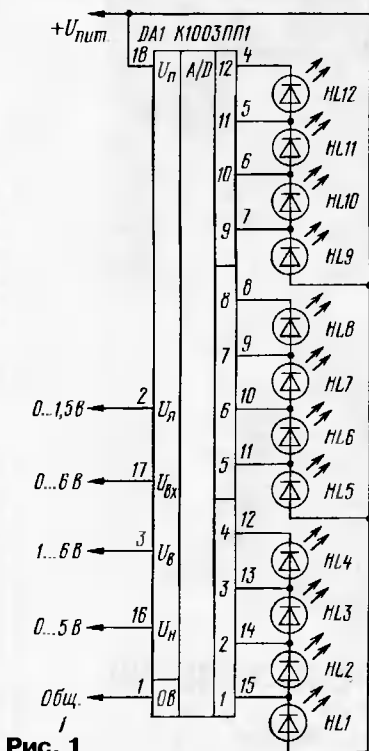 +Uпит.
DA1 К1003ПП1
18 Uп A/D 12 4 HL12
11 5 HL11
10 6 HL10
9 7 HL9
8 8 HL8
7 9 HL7
0...1,5 В 2 Uя 6 10 HL6
0...6 В 17 Uвх 5 11 HL5
1...6 В 3 Uв 4 12 HL4
3 13 HL3
0...5 В 16 Uн 2 14 HL2
Общ. 1 0В 1 15 HL1
Рис. 1